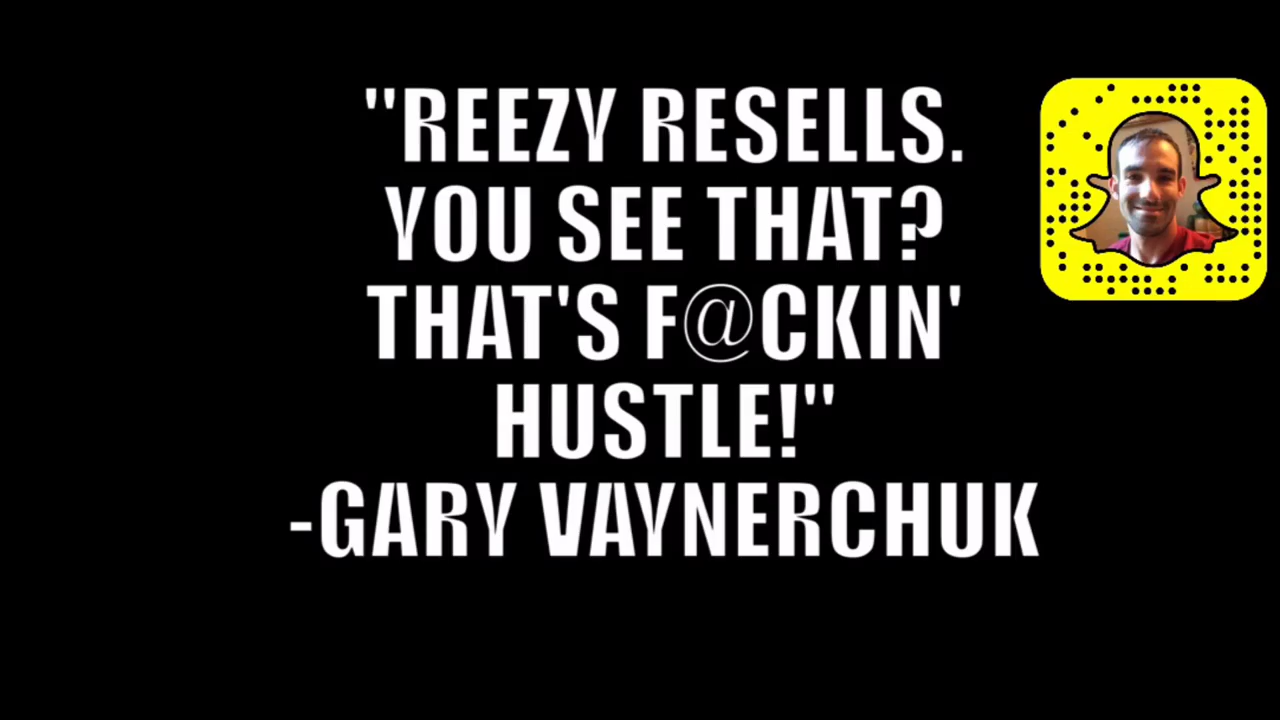 "REEZY RESELLS.
YOU SEE THAT?
THAT'S F@CKIN'
HUSTLE!"
-GARY VAYNERCHUK